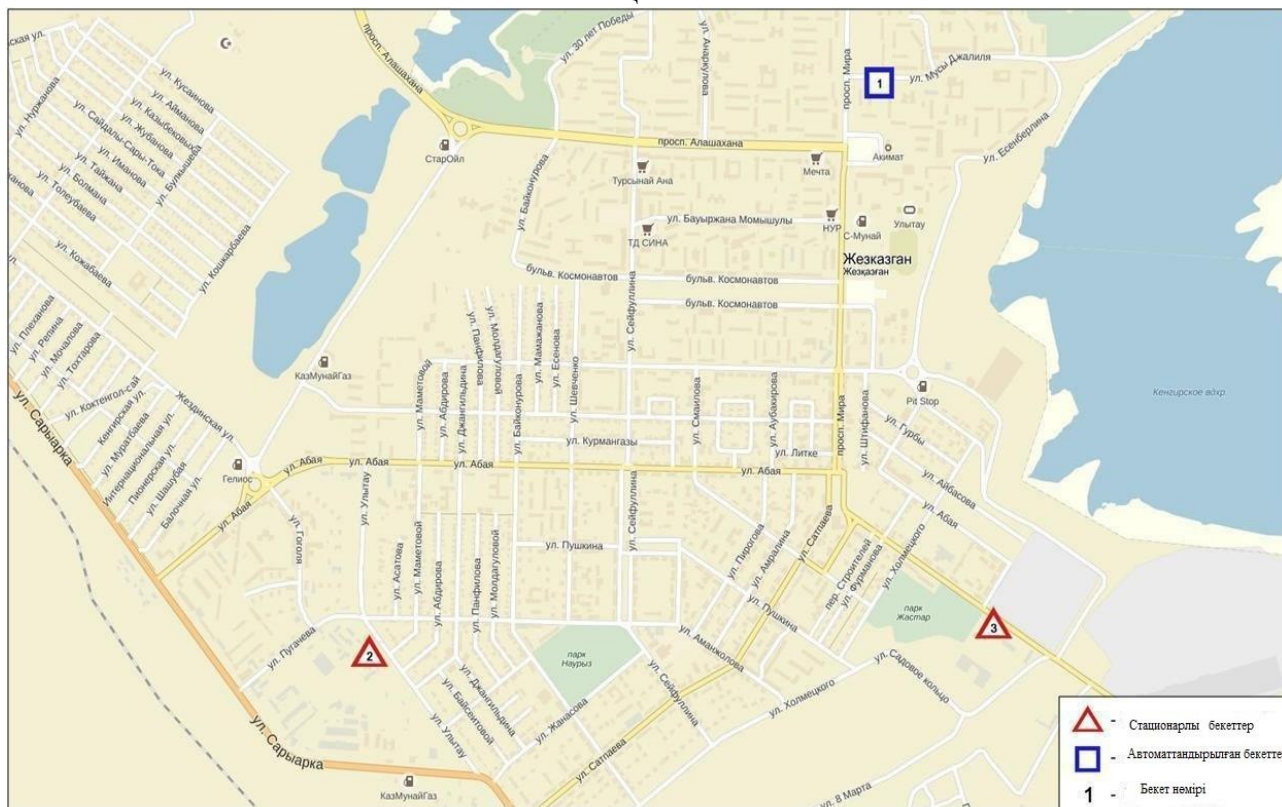 ул. 30 лет Победы
ул. Анаркулова
просп. Мира
ул. Мусы Джалиля
1
просп. Алашахана
ул. Кусаинова
ул. Айманова
ул. Казыбековых
ул. Жубанова
ул. Сайдалы-Сары-Тока
ул. Иманова
ул. Тайжана
ул. Болмана
ул. Толеубаева
ул. Нуржанова
ул. Булкышева
ул. Кошкарбаева
ул. Кожабаева
СтарОйл
просп. Алашахана
Турсынай Ана
Мечта
Акимат
ул. Есенберлина
ул. Байконурова
ул. Бауыржана Момышулы
ТД СИНА
НУР
С-Мунай
Улытау
Жезказган
Жезқазған
бульв. Космонавтов
бульв. Космонавтов
бульв. Космонавтов
ул. Сейфуллина
ул. Плеханова
ул. Репина
ул. Мочалова
ул. Тохтарова
ул. Коктенгол-сай
КазМунайГаз
ул. Маметовой
ул. Абдирова
ул. Джангильдина
ул. Панфилова
ул. Молдагуловой
ул. Байконурова
ул. Мамажанова
ул. Есенова
ул. Шевченко
ул. Смаилова
ул. Аубакирова
просп. Мира
ул. Штифанова
Pit Stop
Кенгирское вдхр
ул. Сарыарка
Кенгирская ул.
ул. Муратбаева
Интернациональная ул.
Пионерская ул.
ул. Шашубая
Балочная ул.
Жездинская ул.
Гелиос
ул. Курмангазы
ул. Литке
ул. Гурбы
ул. Айбасова
ул. Абая
ул. Абая
ул. Абая
ул. Абая
ул. Абая
ул. Абая
ул. Гоголя
ул. Улытау
ул. Асатова
ул. Маметовой
ул. Абдирова
ул. Панфилова
ул. Молдагуловой
ул. Пушкина
ул. Сейфуллина
ул. Пирогова
ул. Амралина
ул. Сатпаева
пер. Строителей
ул. Фурманова
ул. Холмецкого
парк
Жастар
3
ул. Пушкина
ул. Аманжолова
ул. Садовое кольцо
ул. Холмецкого
ул. Пугачева
2
парк
Наурыз
ул. Сейфуллина
ул. Джангильдина
ул. Байсеитовой
ул. Улытау
ул. Жанасова
ул. Сатпаева
ул. Сарыарка
КазМунайГаз
ул. 8 Марта
- Стационарлы бекеттер
- Автоматтандырылған бекетте
1 - Бекет нөмірі